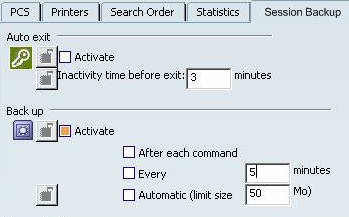 PCS Printers Search Order Statistics Session Backup
Auto exit
Activate
Inactivity time before exit: 3 minutes
Back up
Activate
After each command
Every 5 minutes
Automatic (limit size 50 Mo)